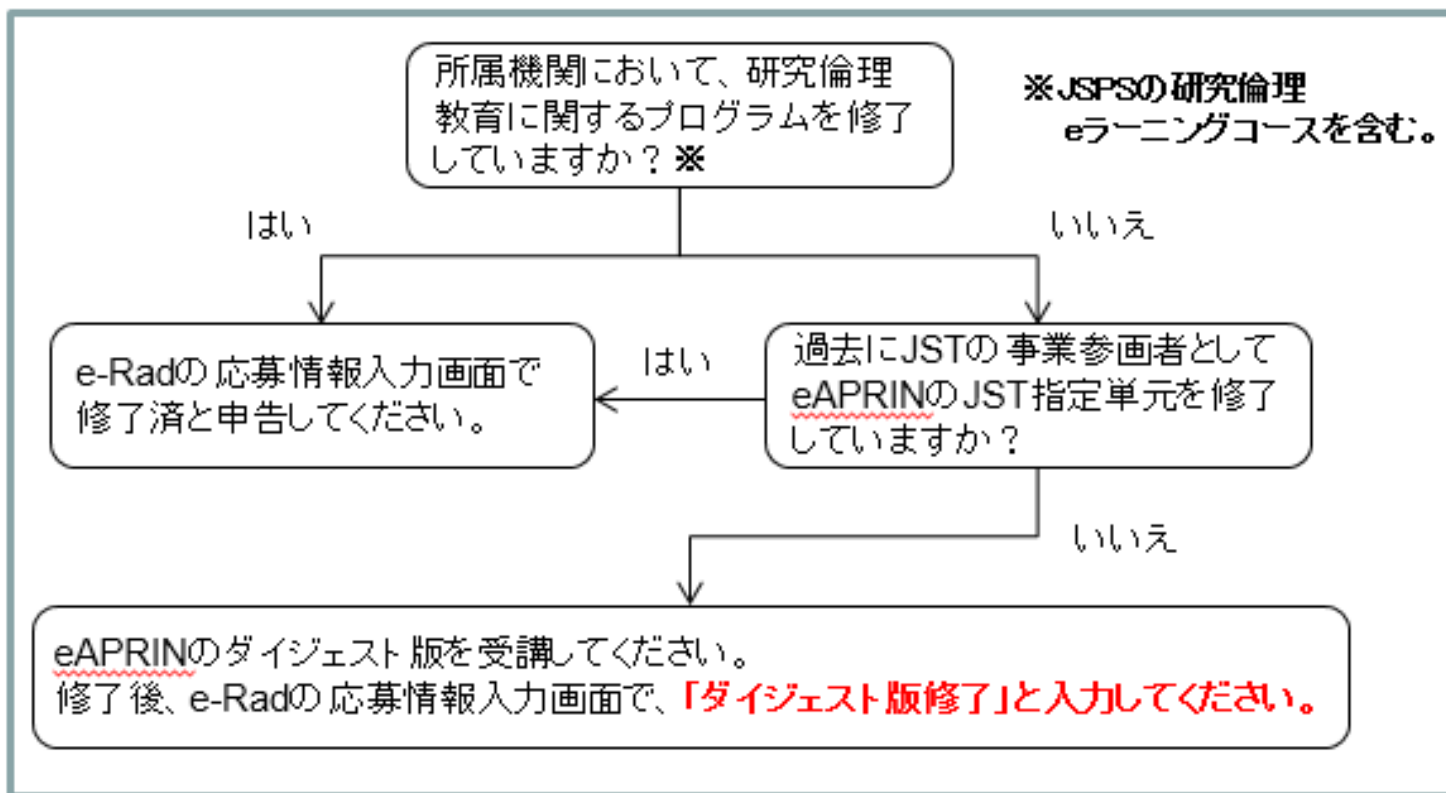 所属機関において、研究倫理
教育に関するプログラムを修了
していますか？※
※JSPSの研究倫理
eラーニングコースを含む。
はい
いいえ
e-Radの応募情報入力画面で
修了済と申告してください。
はい
過去にJSTの事業参画者として
eAPRINのJST指定単元を修了
していますか？
いいえ
eAPRINのダイジェスト版を受講してください。
修了後、e-Radの応募情報入力画面で、「ダイジェスト版修了」と入力してください。